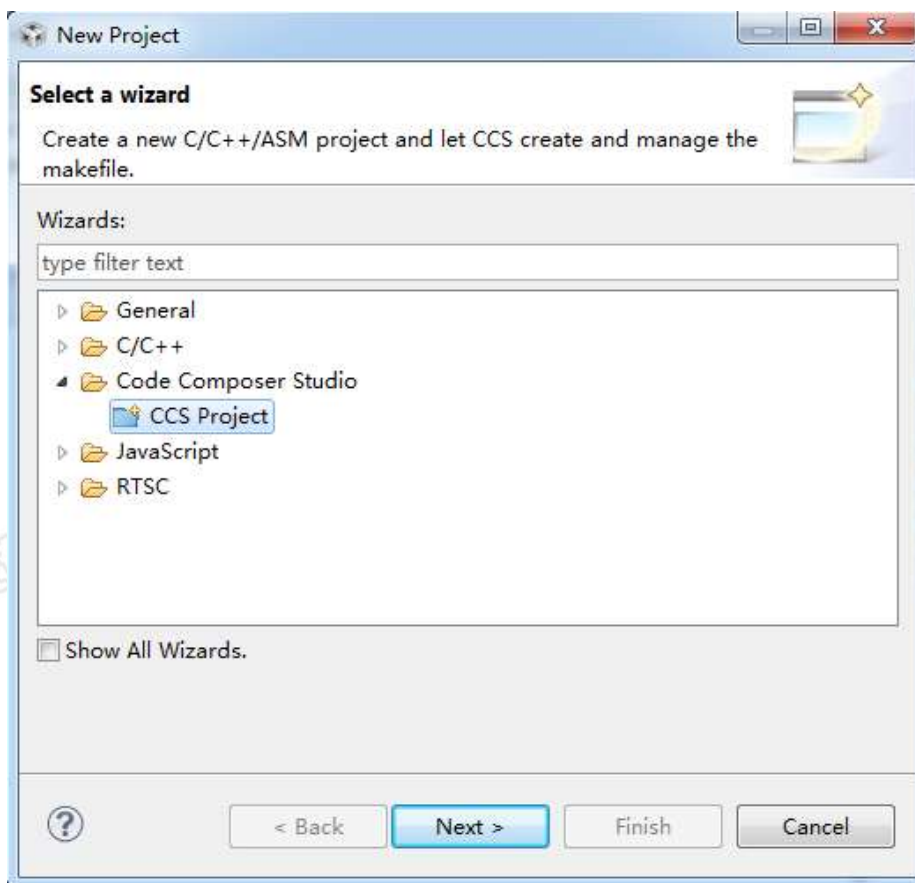 New Project
Select a wizard
Create a new C/C++/ASM project and let CCS create and manage the
makefile.
Wizards:
type filter text
General
C/C++
Code Composer Studio
CCS Project
JavaScript
RTSC
Show All Wizards.
? < Back Next > Finish Cancel